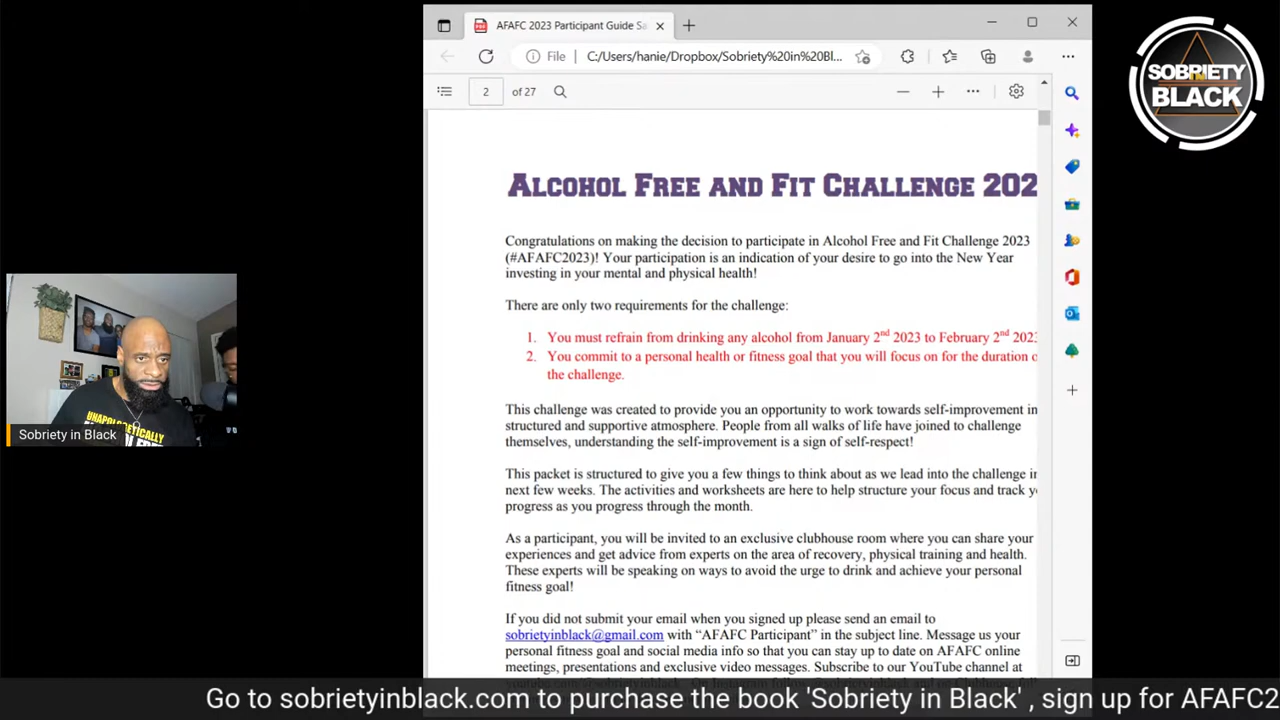 AFAFC 2023 Participant Guide Sa
File
C:/Users/hanie/Dropbox/Sobriety%20in%20Bl...
2 of 27
SOBRIETY
IN
BLACK
ALCOHOL FREE AND FIT CHALLENGE 202
Congratulations on making the decision to participate in Alcohol Free and Fit Challenge 2023
(#AFAFC2023)! Your participation is an indication of your desire to go into the New Year
investing in your mental and physical health!
There are only two requirements for the challenge:
1. You must refrain from drinking any alcohol from January 2nd 2023 to February 2nd 202
2. You commit to a personal health or fitness goal that you will focus on for the duration o
the challenge.
This challenge was created to provide you an opportunity to work towards self-improvement in
structured and supportive atmosphere. People from all walks of life have joined to challenge
themselves, understanding the self-improvement is a sign of self-respect!
This packet is structured to give you a few things to think about as we lead into the challenge in
next few weeks. The activities and worksheets are here to help structure your focus and track y
progress as you progress through the month.
As a participant, you will be invited to an exclusive clubhouse room where you can share your
experiences and get advice from experts on the area of recovery, physical training and health.
These experts will be speaking on ways to avoid the urge to drink and achieve your personal
fitness goal!
If you did not submit your email when you signed up please send an email to
sobrietyinblack@gmail.com with “AFAFC Participant” in the subject line. Message us your
personal fitness goal and social media info so that you can stay up to date on AFAFC online
meetings, presentations and exclusive video messages. Subscribe to our YouTube channel at
UNAPOLOGETICALLY
Sobriety in Black
Go to sobrietyinblack.com to purchase the book 'Sobriety in Black' , sign up for AFAFC2